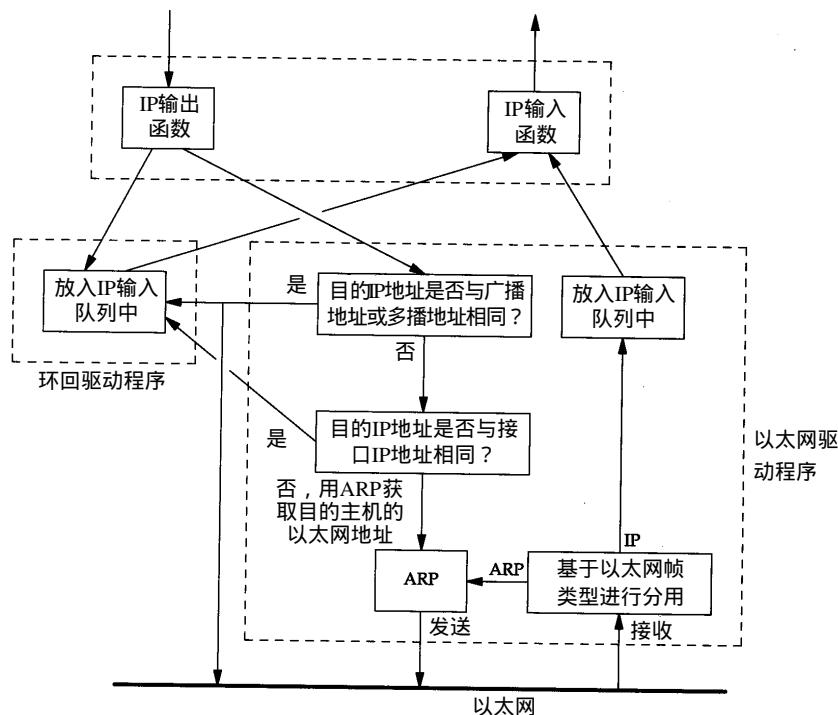 IP输出
函数
IP输入
函数
放入IP输入
队列中
环回驱动程序
是
目的IP地址是否与广播
地址或多播地址相同？
放入IP输入
队列中
否
是
目的IP地址是否与接
口IP地址相同？
以太网驱
动程序
否，用ARP获
取目的主机的
以太网地址
IP
ARP
ARP
基于以太网帧
类型进行分用
发送
接收
以太网